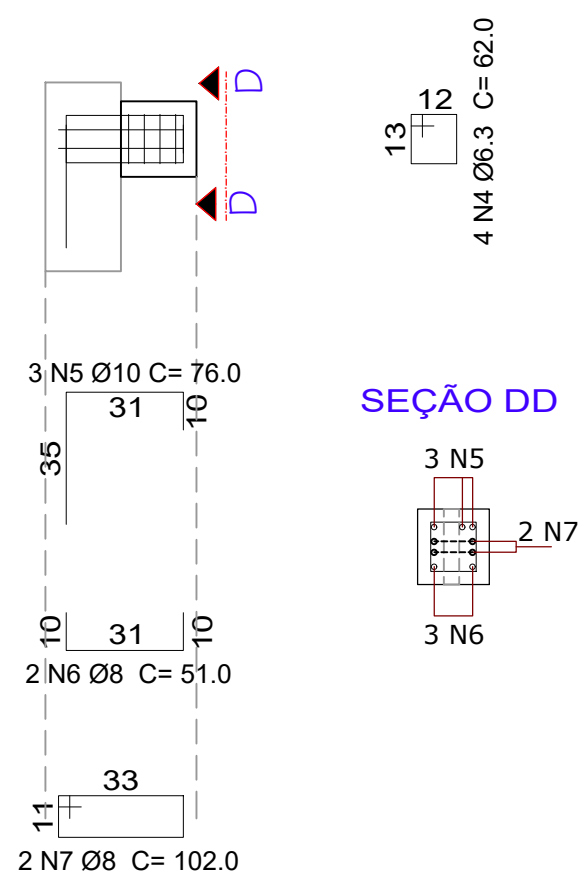 D
D
12
13
4 N4 Ø6.3 C= 62.0
3 N5 Ø10 C= 76.0
31
10
35
10
31
10
2 N6 Ø8 C= 51.0
SEÇÃO DD
3 N5
2 N7
3 N6
33
11
2 N7 Ø8 C= 102.0